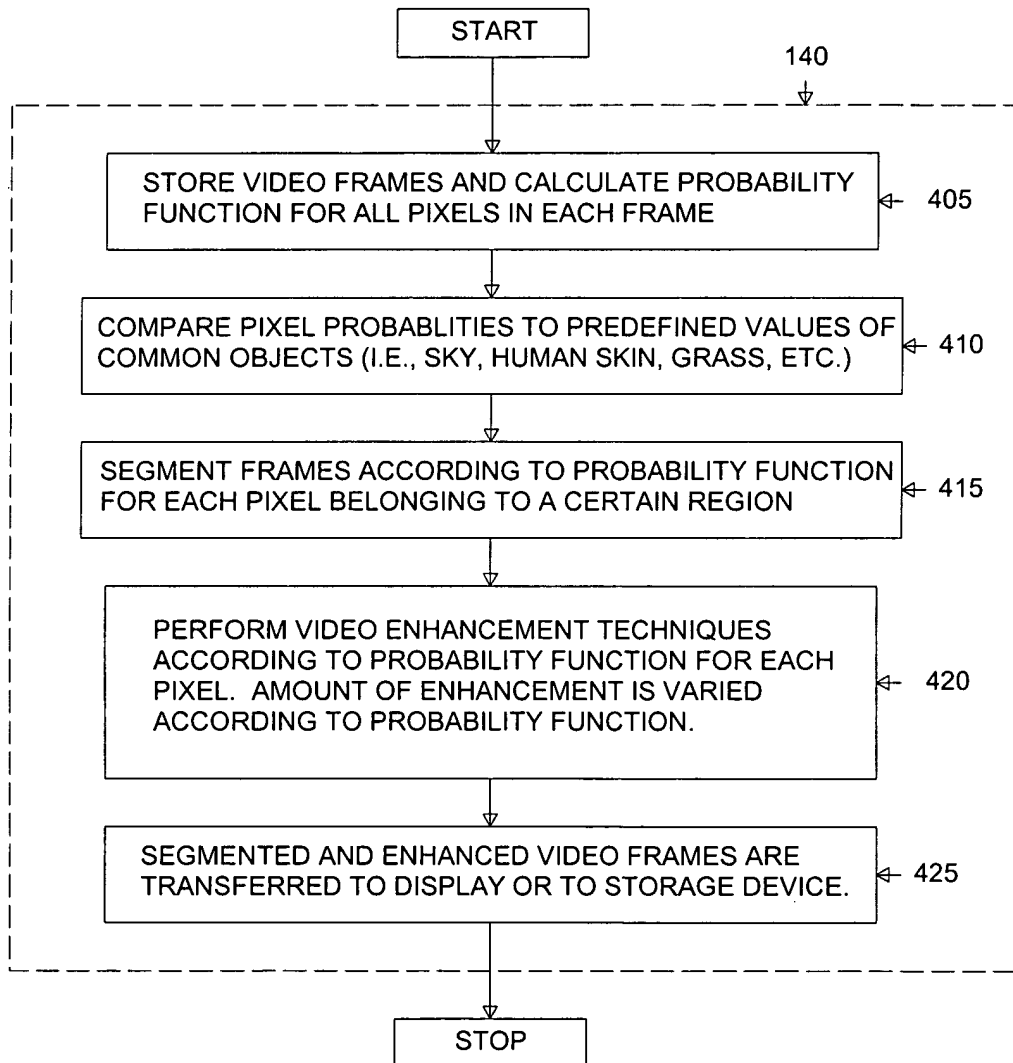 START
140
STORE VIDEO FRAMES AND CALCULATE PROBABILITY
FUNCTION FOR ALL PIXELS IN EACH FRAME
405
COMPARE PIXEL PROBABLITIES TO PREDEFINED VALUES OF
COMMON OBJECTS (I.E., SKY, HUMAN SKIN, GRASS, ETC.)
410
SEGMENT FRAMES ACCORDING TO PROBABILITY FUNCTION
FOR EACH PIXEL BELONGING TO A CERTAIN REGION
415
PERFORM VIDEO ENHANCEMENT TECHNIQUES
ACCORDING TO PROBABILITY FUNCTION FOR EACH
PIXEL. AMOUNT OF ENHANCEMENT IS VARIED
ACCORDING TO PROBABILITY FUNCTION.
420
SEGMENTED AND ENHANCED VIDEO FRAMES ARE
TRANSFERRED TO DISPLAY OR TO STORAGE DEVICE.
425
STOP